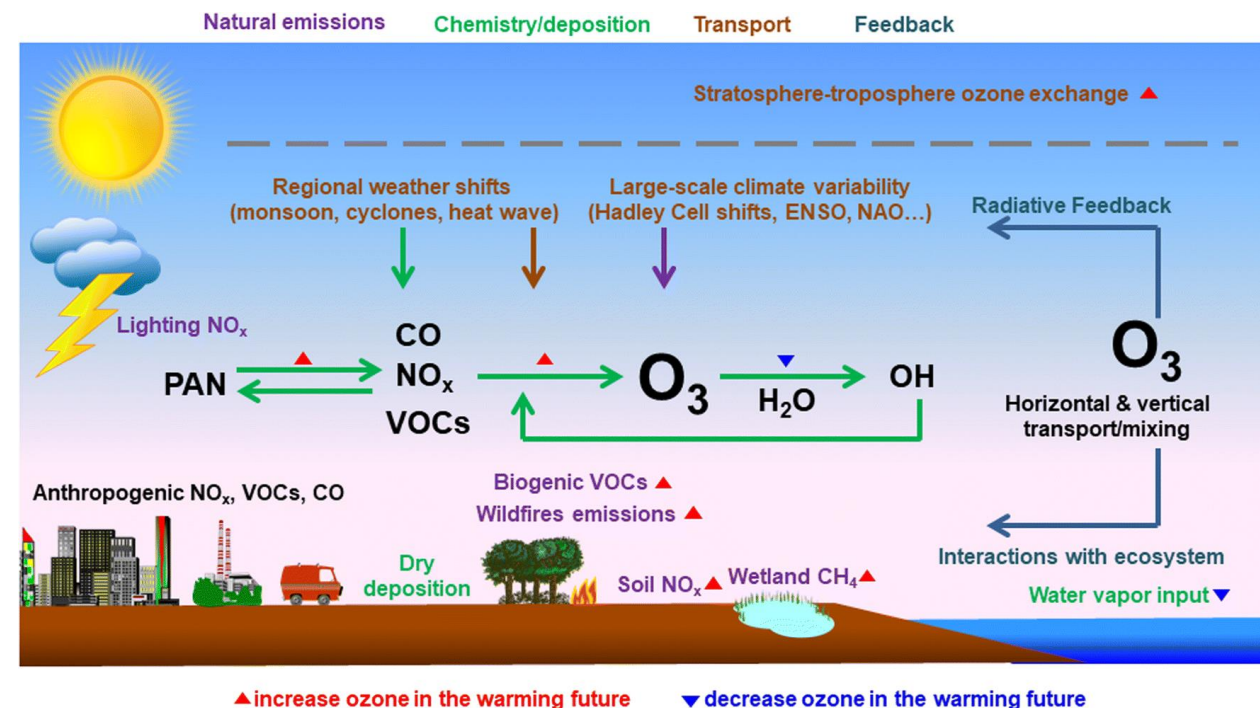 Natural emissions Chemistry/deposition Transport Feedback
Stratosphere-troposphere ozone exchange ▲
Regional weather shifts
(monsoon, cyclones, heat wave)
Large-scale climate variability
(Hadley Cell shifts, ENSO, NAO…)
Radiative Feedback
Lighting NOₓ
PAN
CO
NOₓ
VOCs
O₃
H₂O
OH
O₃
Horizontal & vertical
transport/mixing
Anthropogenic NOₓ, VOCs, CO
Biogenic VOCs ▲
Wildfires emissions ▲
Dry
deposition
Soil NOₓ ▲
Wetland CH₄ ▲
Interactions with ecosystem
Water vapor input ▼
▲ increase ozone in the warming future ▼ decrease ozone in the warming future